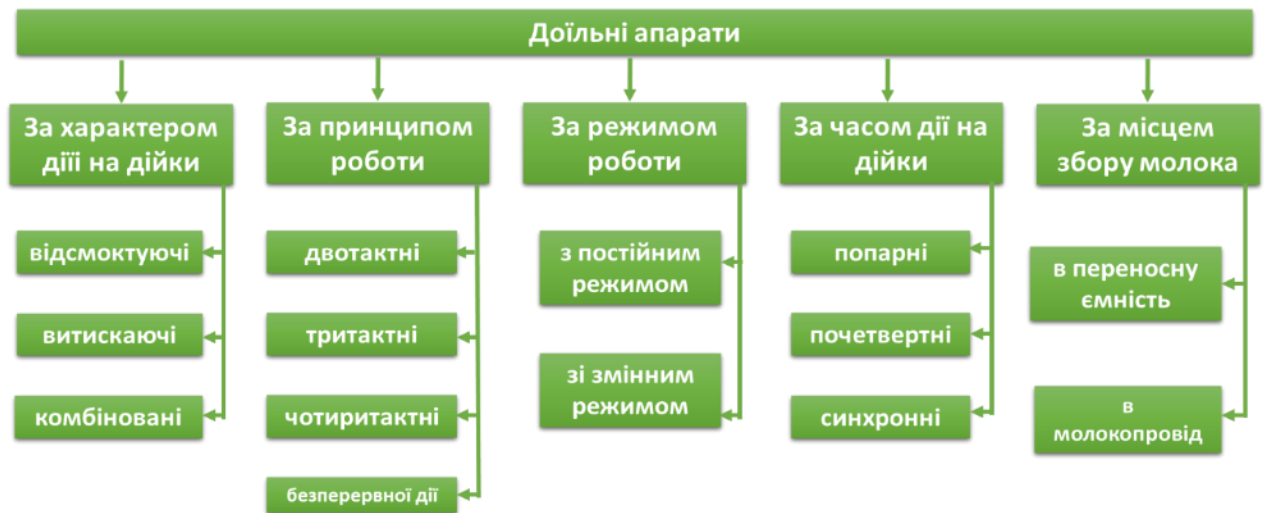 Доїльні апарати
За характером
діїі на дійки
відсмоктуючі
витискаючі
комбіновані
За принципом
роботи
двотактні
тритактні
чотиритактні
безперервної дії
За режимом
роботи
з постійним
режимом
зі змінним
режимом
За часом дії на
дійки
попарні
почетвертні
синхронні
За місцем
збору молока
в переносну
ємність
в
молокопровід